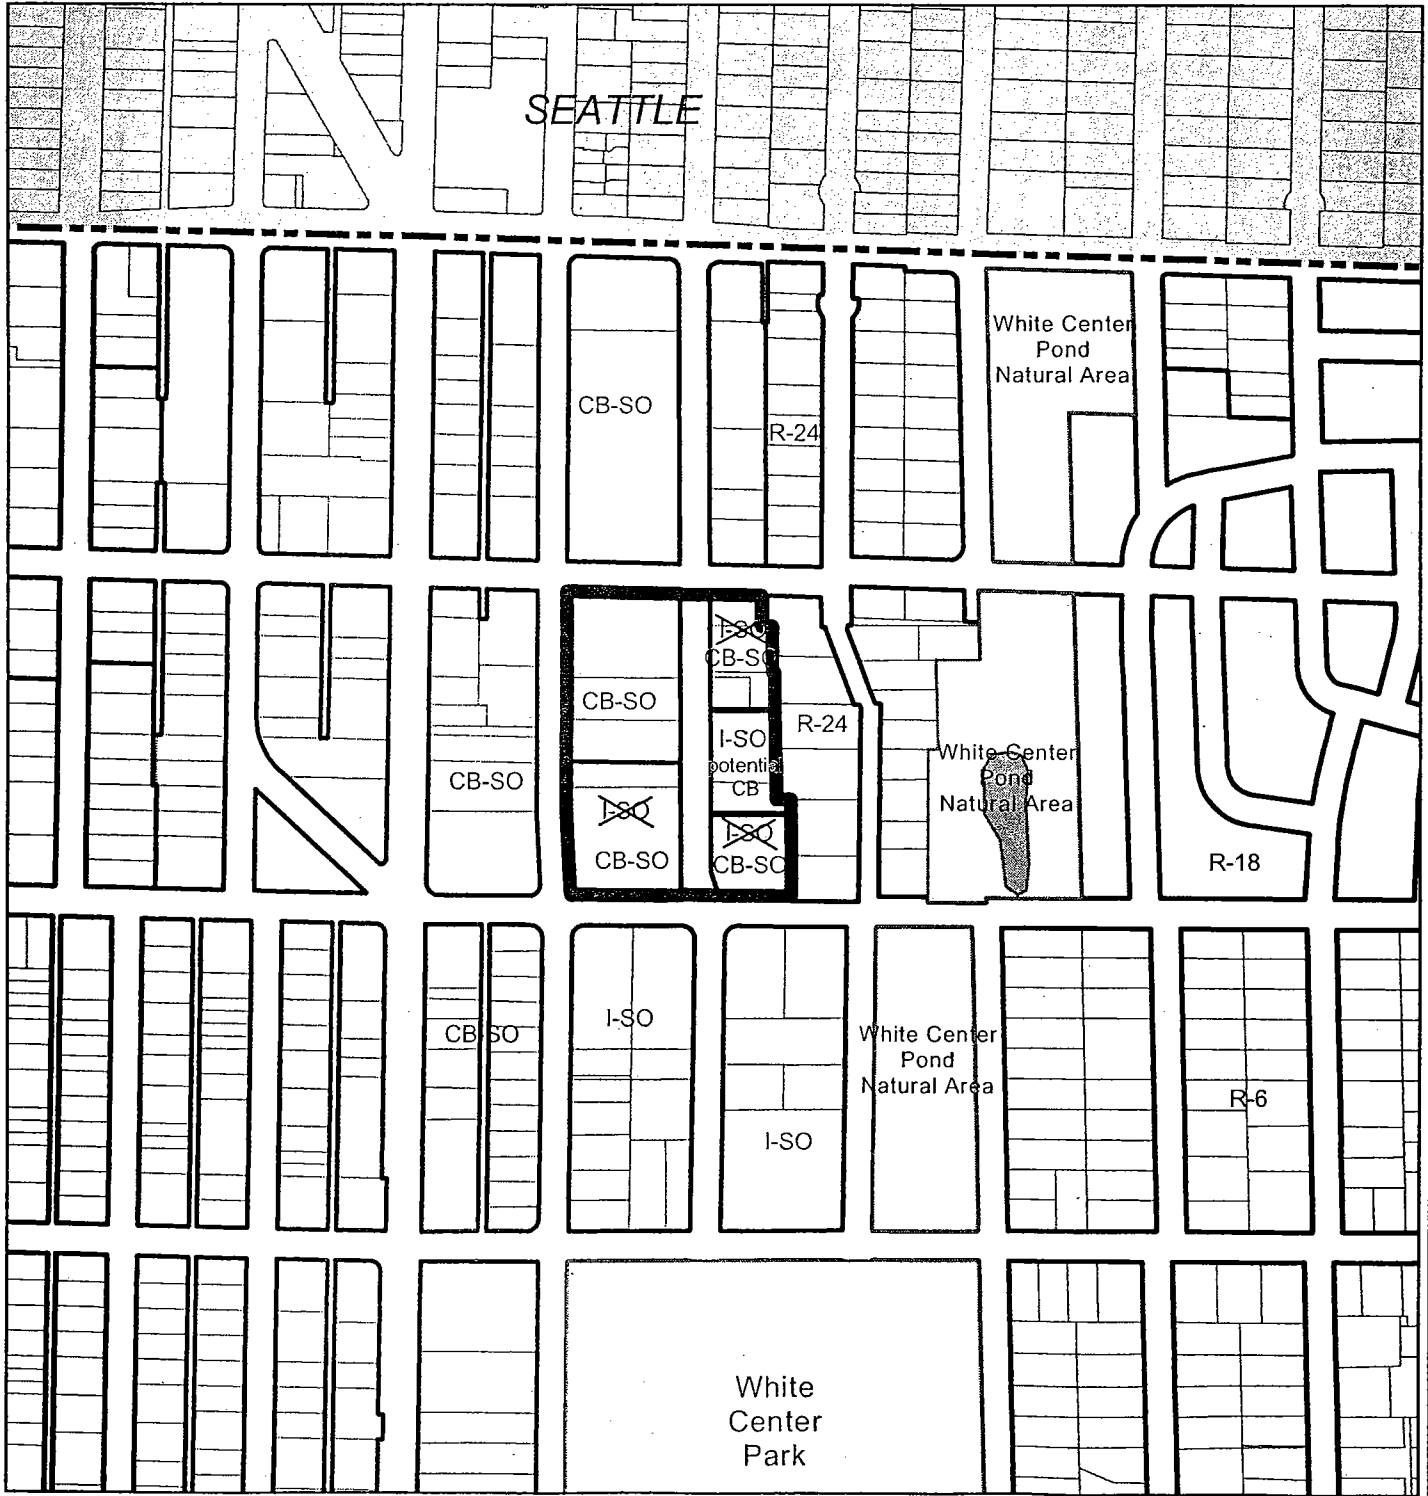 SEATTLE
White Center
Pond
Natural Area
CB-SO
R-24
I-SO
CB-SO
CB-SO
I-SO
potential
CB
R-24
CB-SO
White Center
Pond
Natural Area
I-SO
CB-SO
I-SO
CB-SO
R-18
CB-SO
I-SO
White Center
Pond
Natural Area
R-6
I-SO
White
Center
Park